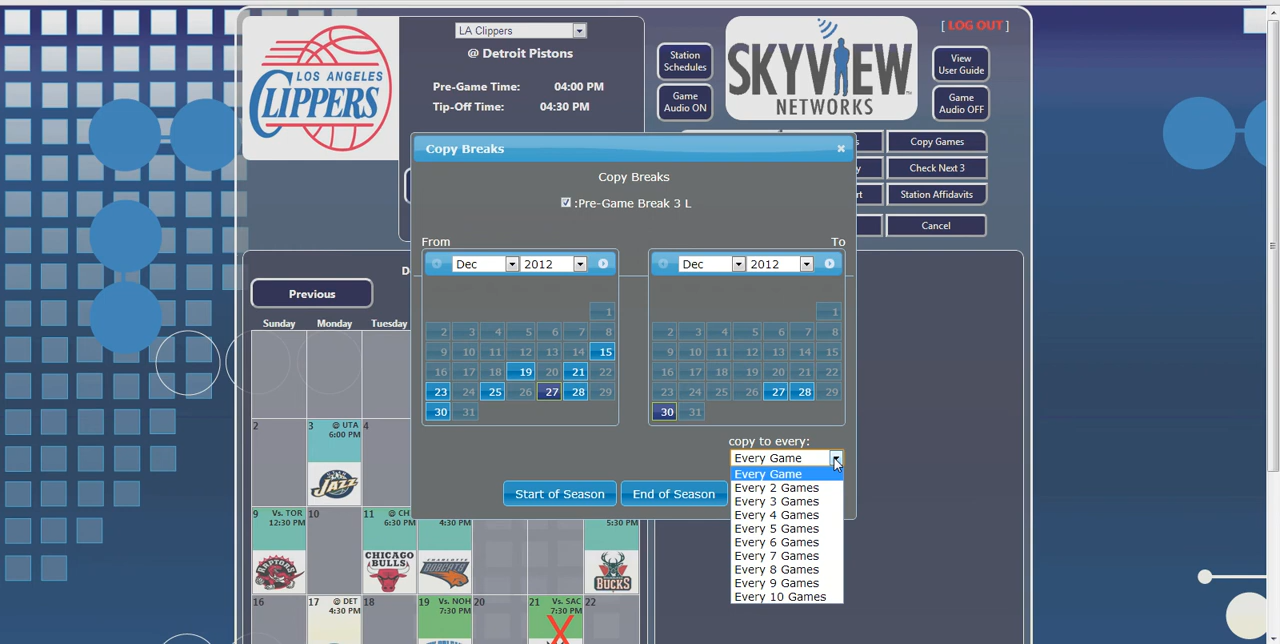 LOS ANGELES
CLIPPERS
LA Clippers
@ Detroit Pistons
Pre-Game Time: 04:00 PM
Tip-Off Time: 04:30 PM
Station
Schedules
Game
Audio ON
SKYVIEW
NETWORKS
[ LOG OUT ]
View
User Guide
Game
Audio OFF
s
Copy Games
y
Check Next 3
rt
Station Affidavits
Cancel
Copy Breaks
Copy Breaks
:Pre-Game Break 3 L
From
To
Dec 2012
Dec 2012
1
2 3 4 5 6 7 8
9 10 11 12 13 14 15
16 17 18 19 20 21 22
23 24 25 26 27 28 29
30 31
1
2 3 4 5 6 7 8
9 10 11 12 13 14 15
16 17 18 19 20 21 22
23 24 25 26 27 28 29
30 31
copy to every:
Every Game
Every Game
Every 2 Games
Every 3 Games
Every 4 Games
Every 5 Games
Every 6 Games
Every 7 Games
Every 8 Games
Every 9 Games
Every 10 Games
Start of Season
End of Season
D
Previous
Sunday Monday Tuesday
2
3 @ UTA
6:00 PM
4
JAZZ
9 Vs. TOR
12:30 PM
10
11 @ CH
6:30 PM
4:30 PM
5:30 PM
RAPTORS
CHICAGO
BULLS
BOBCATS
BUCKS
16
17 @ DET
4:30 PM
18
19 Vs. NOH
7:30 PM
20
21 Vs. SAC
7:30 PM
22
X